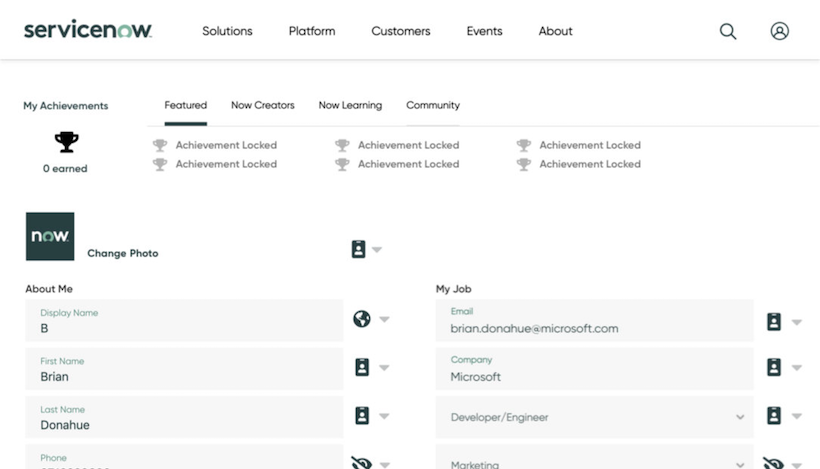 servicenow
Solutions Platform Customers Events About
My Achievements
0 earned
Featured Now Creators Now Learning Community
Achievement Locked Achievement Locked Achievement Locked
Achievement Locked Achievement Locked Achievement Locked
now
Change Photo
About Me
Display Name
B
First Name
Brian
Last Name
Donahue
Phone
My Job
Email
brian.donahue@microsoft.com
Company
Microsoft
Developer/Engineer
Marketing